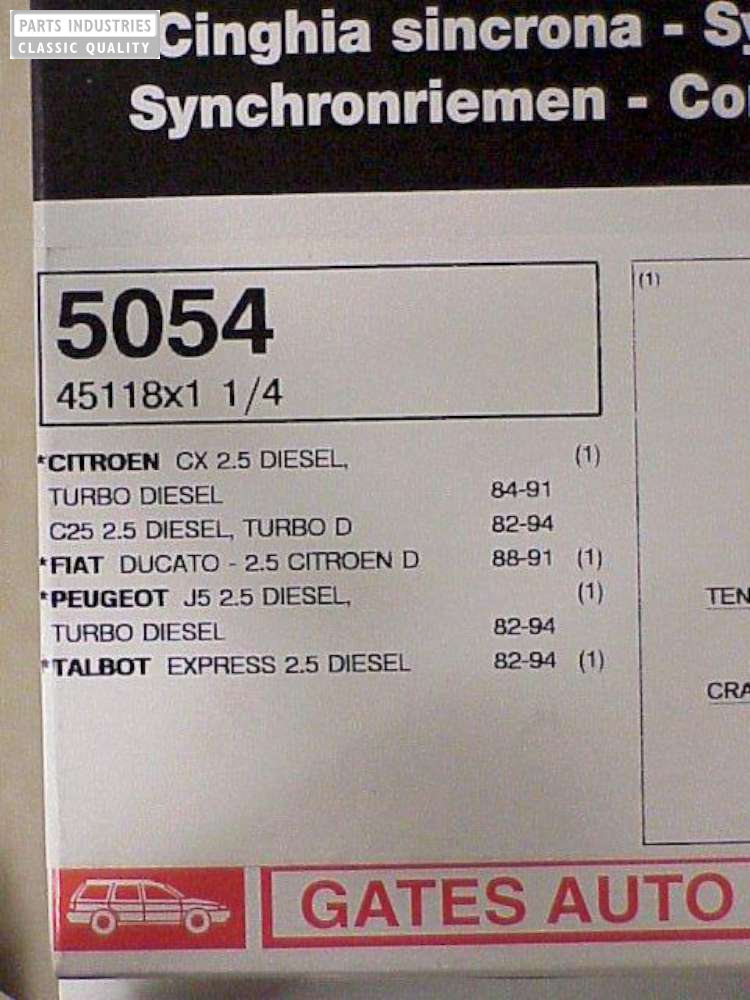 PARTS INDUSTRIES
CLASSIC QUALITY
Cinghia sincrona -
Synchronriemen -
5054
45118x1 1/4
*CITROEN CX 2.5 DIESEL, (1)
TURBO DIESEL 84-91
C25 2.5 DIESEL, TURBO D 82-94
*FIAT DUCATO - 2.5 CITROEN D 88-91 (1)
*PEUGEOT J5 2.5 DIESEL, (1)
TURBO DIESEL 82-94
*TALBOT EXPRESS 2.5 DIESEL 82-94 (1)
(1)
TEN
CRA
GATES AUTO